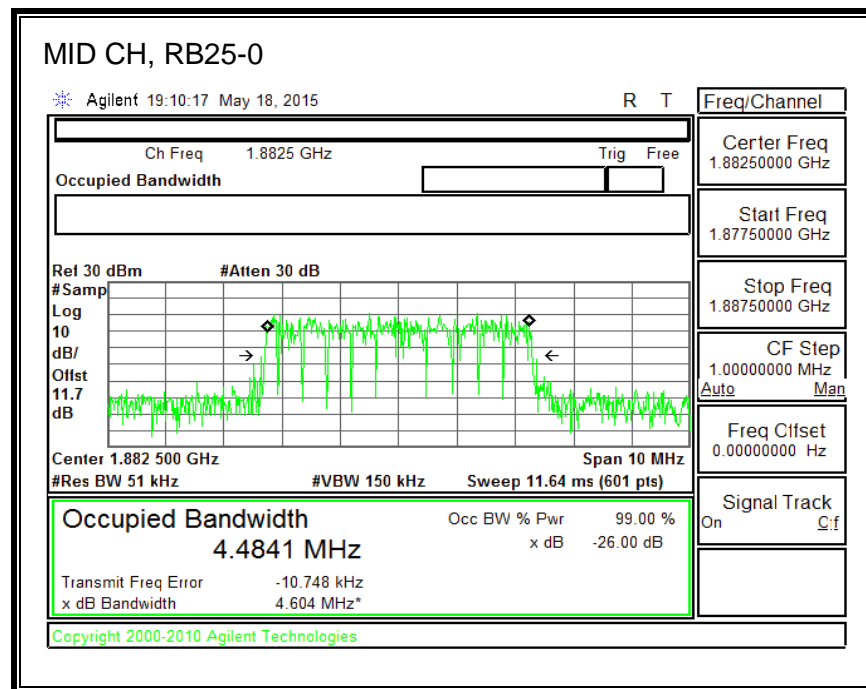 MID CH, RB25-0
Agilent 19:10:17 May 18, 2015 R T Freq/Channel
Ch Freq 1.8825 GHz Trig Free
Occupied Bandwidth
Center Freq
1.88250000 GHz
Start Freq
1.87750000 GHz
Stop Freq
1.88750000 GHz
CF Step
1.00000000 MHz
Auto Man
Freq Offset
0.00000000 Hz
Signal Track
On Off
Ref 30 dBm #Atten 30 dB
#Samp
Log
10
dB/
Offst
11.7
dB
Center 1.882 500 GHz Span 10 MHz
#Res BW 51 kHz #VBW 150 kHz Sweep 11.64 ms (601 pts)
Occupied Bandwidth Occ BW % Pwr 99.00 %
4.4841 MHz x dB -26.00 dB
Transmit Freq Error -10.748 kHz
x dB Bandwidth 4.604 MHz*
Copyright 2000-2010 Agilent Technologies